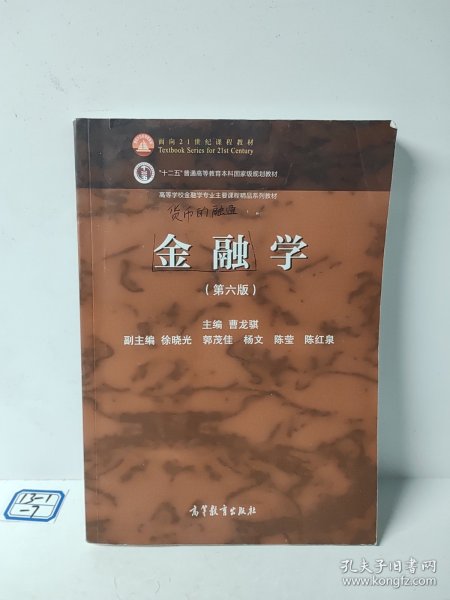 面向21世纪课程教材
Textbook Series for 21st Century
"十二五"普通高等教育本科国家级规划教材
高等学校金融学专业主要课程精品系列教材
货币的融通
金融学
(第六版)
主编 曹龙骐
副主编 徐晓光 郭茂佳 杨文 陈莹 陈红泉
13-1
-7
高等教育出版社
孔夫子旧书网
www.kongfz.com